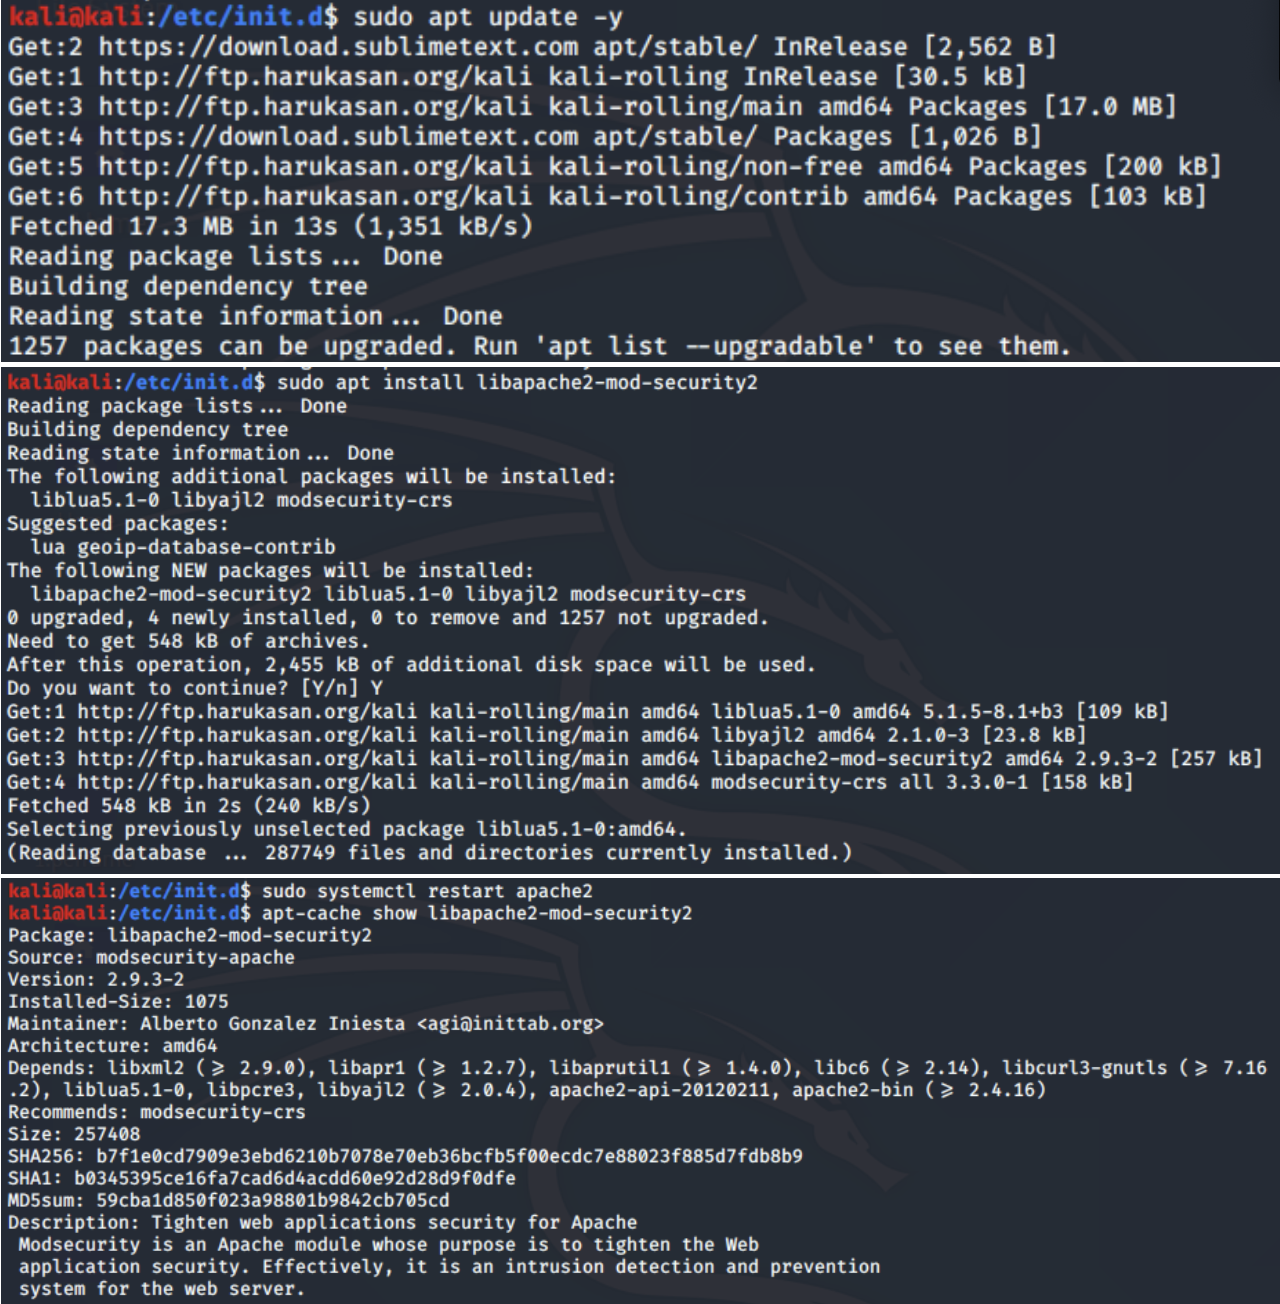 kali@kali:/etc/init.d$ sudo apt update -y
Get:2 https://download.sublimetext.com apt/stable/ InRelease [2,562 B]
Get:1 http://ftp.harukasan.org/kali kali-rolling InRelease [30.5 kB]
Get:3 http://ftp.harukasan.org/kali kali-rolling/main amd64 Packages [17.0 MB]
Get:4 https://download.sublimetext.com apt/stable/ Packages [1,026 B]
Get:5 http://ftp.harukasan.org/kali kali-rolling/non-free amd64 Packages [200 kB]
Get:6 http://ftp.harukasan.org/kali kali-rolling/contrib amd64 Packages [103 kB]
Fetched 17.3 MB in 13s (1,351 kB/s)
Reading package lists... Done
Building dependency tree
Reading state information... Done
1257 packages can be upgraded. Run 'apt list --upgradable' to see them.
kali@kali:/etc/init.d$ sudo apt install libapache2-mod-security2
Reading package lists... Done
Building dependency tree
Reading state information... Done
The following additional packages will be installed:
  liblua5.1-0 libyajl2 modsecurity-crs
Suggested packages:
  lua geoip-database-contrib
The following NEW packages will be installed:
  libapache2-mod-security2 liblua5.1-0 libyajl2 modsecurity-crs
0 upgraded, 4 newly installed, 0 to remove and 1257 not upgraded.
Need to get 548 kB of archives.
After this operation, 2,455 kB of additional disk space will be used.
Do you want to continue? [Y/n] Y
Get:1 http://ftp.harukasan.org/kali kali-rolling/main amd64 liblua5.1-0 amd64 5.1.5-8.1+b3 [109 kB]
Get:2 http://ftp.harukasan.org/kali kali-rolling/main amd64 libyajl2 amd64 2.1.0-3 [23.8 kB]
Get:3 http://ftp.harukasan.org/kali kali-rolling/main amd64 libapache2-mod-security2 amd64 2.9.3-2 [257 kB]
Get:4 http://ftp.harukasan.org/kali kali-rolling/main amd64 modsecurity-crs all 3.3.0-1 [158 kB]
Fetched 548 kB in 2s (240 kB/s)
Selecting previously unselected package liblua5.1-0:amd64.
(Reading database ... 287749 files and directories currently installed.)
kali@kali:/etc/init.d$ sudo systemctl restart apache2
kali@kali:/etc/init.d$ apt-cache show libapache2-mod-security2
Package: libapache2-mod-security2
Source: modsecurity-apache
Version: 2.9.3-2
Installed-Size: 1075
Maintainer: Alberto Gonzalez Iniesta <agi@inittab.org>
Architecture: amd64
Depends: libxml2 (≥ 2.9.0), libapr1 (≥ 1.2.7), libaprutil1 (≥ 1.4.0), libc6 (≥ 2.14), libcurl3-gnutls (≥ 7.16
.2), liblua5.1-0, libpcre3, libyajl2 (≥ 2.0.4), apache2-api-20120211, apache2-bin (≥ 2.4.16)
Recommends: modsecurity-crs
Size: 257408
SHA256: b7f1e0cd7909e3ebd6210b7078e70eb36bcfb5f00ecdc7e88023f885d7fdb8b9
SHA1: b0345395ce16fa7cad6d4acdd60e92d28d9f0dfe
MD5sum: 59cba1d850f023a98801b9842cb705cd
Description: Tighten web applications security for Apache
 Modsecurity is an Apache module whose purpose is to tighten the Web
 application security. Effectively, it is an intrusion detection and prevention
 system for the web server.